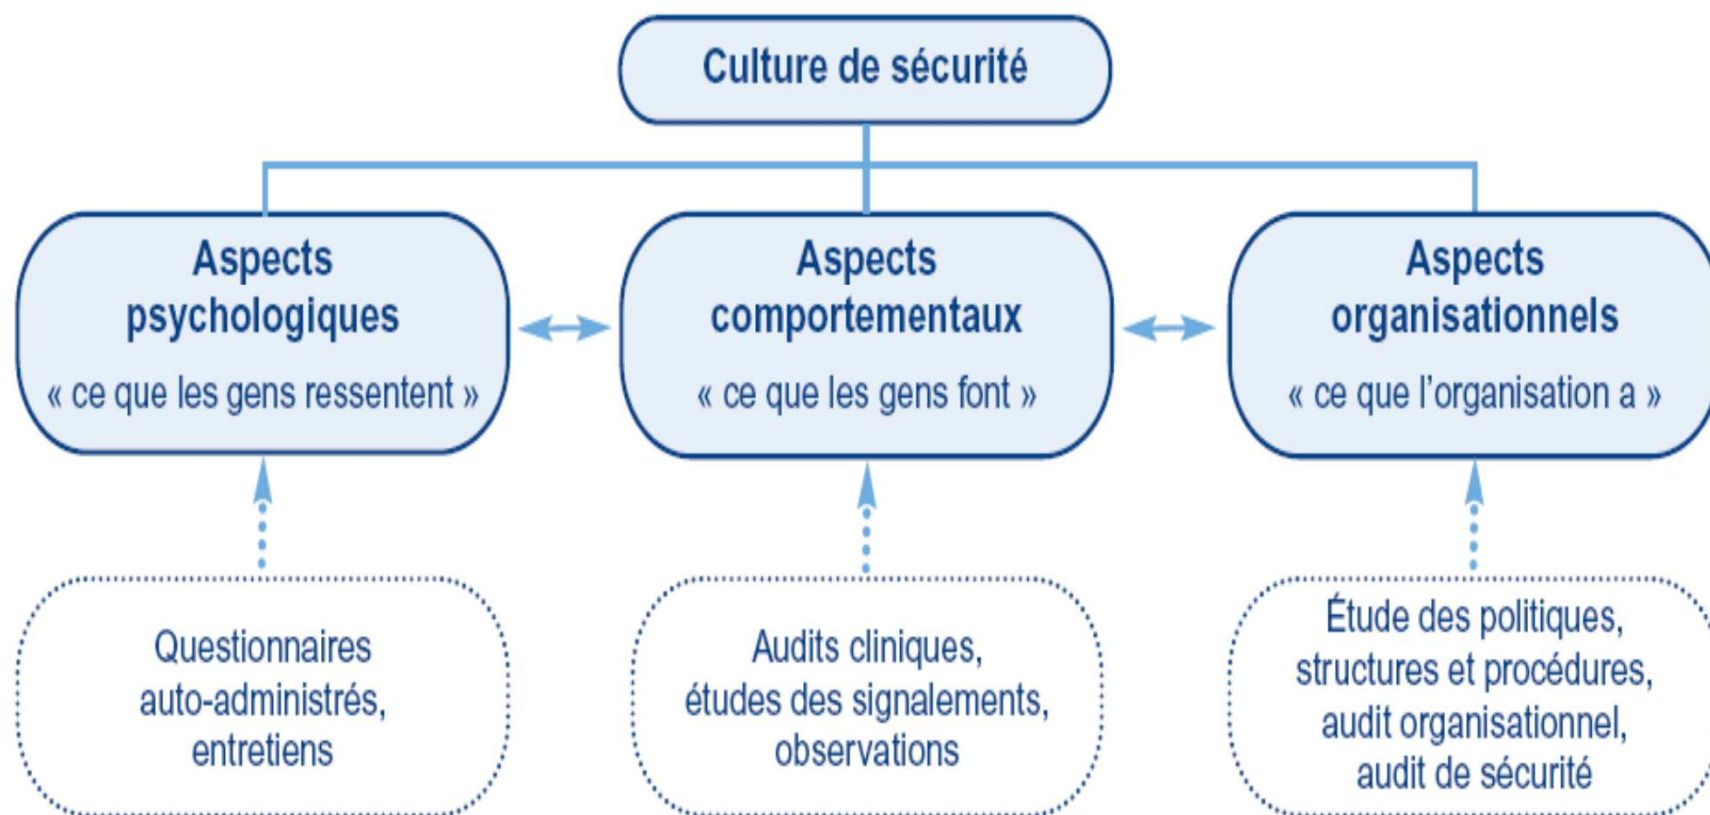 Culture de sécurité
Aspects
psychologiques
« ce que les gens ressentent »
Aspects
comportementaux
« ce que les gens font »
Aspects
organisationnels
« ce que l’organisation a »
Questionnaires
auto-administrés,
entretiens
Audits cliniques,
études des signalements,
observations
Étude des politiques,
structures et procédures,
audit organisationnel,
audit de sécurité